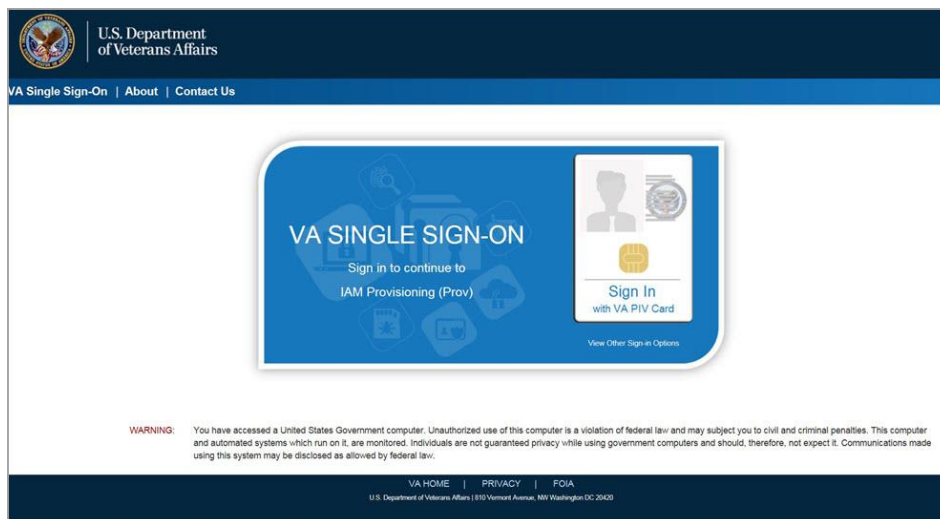 U.S. Department
of Veterans Affairs
VA Single Sign-On | About | Contact Us
VA SINGLE SIGN-ON
Sign in to continue to
IAM Provisioning (Prov)
Sign In
with VA PIV Card
View Other Sign-in Options
WARNING: You have accessed a United States Government computer. Unauthorized use of this computer is a violation of federal law and may subject you to civil and criminal penalties. This computer
and automated systems which run on it, are monitored. Individuals are not guaranteed privacy while using government computers and should, therefore, not expect it. Communications made
using this system may be disclosed as allowed by federal law.
VA HOME | PRIVACY | FOIA
U.S. Department of Veterans Affairs | 810 Vermont Avenue, NW Washington DC 20420